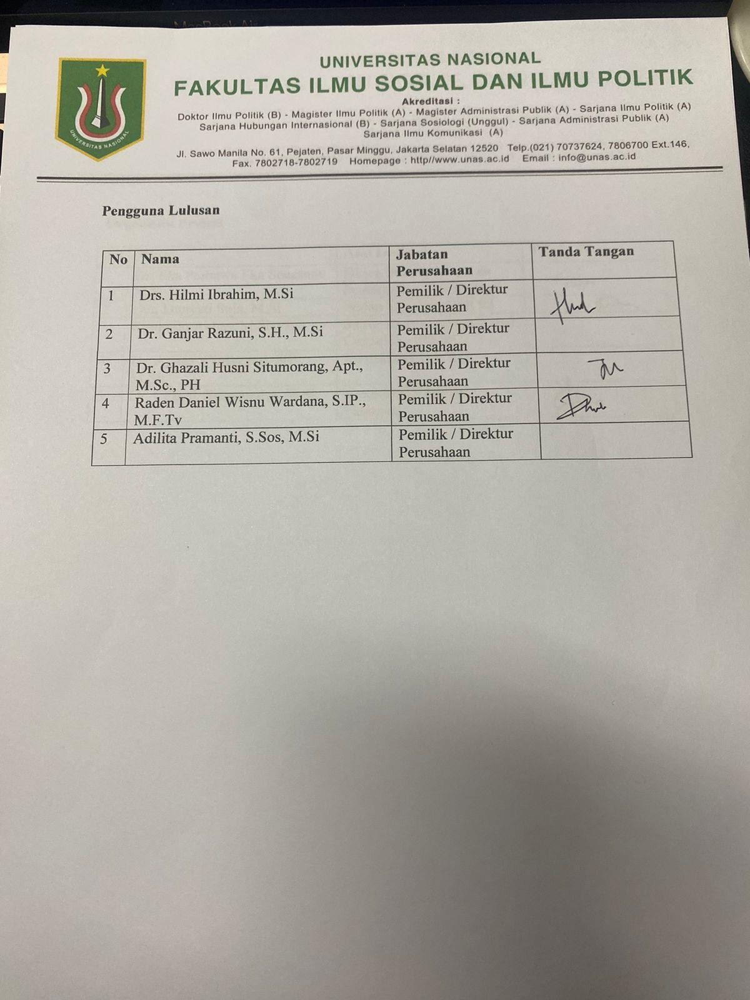 UNIVERSITAS NASIONAL
FAKULTAS ILMU SOSIAL DAN ILMU POLITIK
Akreditasi :
Doktor Ilmu Politik (B) - Magister Ilmu Politik (A) - Magister Administrasi Publik (A) - Sarjana Ilmu Politik (A)
Sarjana Hubungan Internasional (B) - Sarjana Sosiologi (Unggul) - Sarjana Administrasi Publik (A)
Sarjana Ilmu Komunikasi (A)
Jl. Sawo Manila No. 61, Pejaten, Pasar Minggu, Jakarta Selatan 12520 Telp.(021) 70737624, 7806700 Ext.146,
Fax. 7802718-7802719 Homepage : http//www.unas.ac.id Email : info@unas.ac.id
UNIVERSITAS NASIONAL
Pengguna Lulusan
No Nama Jabatan Perusahaan Tanda Tangan
1 Drs. Hilmi Ibrahim, M.Si Pemilik / Direktur
Perusahaan
2 Dr. Ganjar Razuni, S.H., M.Si Pemilik / Direktur
Perusahaan
3 Dr. Ghazali Husni Situmorang, Apt., Pemilik / Direktur
M.Sc., PH Perusahaan
4 Raden Daniel Wisnu Wardana, S.IP., Pemilik / Direktur
M.F.Tv Perusahaan
5 Adilita Pramanti, S.Sos, M.Si Pemilik / Direktur
Perusahaan